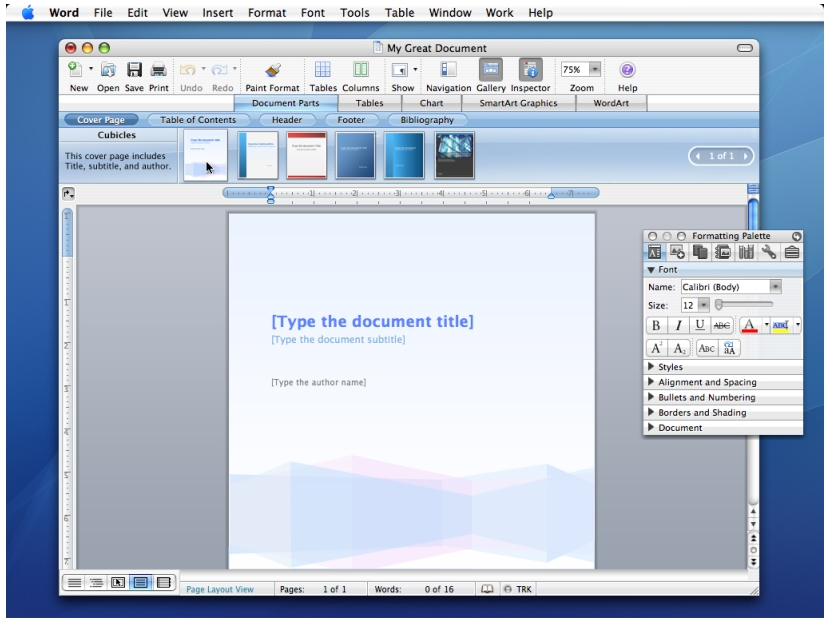 Word File Edit View Insert Format Font Tools Table Window Work Help
My Great Document
75%
New Open Save Print Undo Redo Paint Format Tables Columns Show Navigation Gallery Inspector Zoom Help
Document Parts Tables Chart SmartArt Graphics WordArt
Cover Page Table of Contents Header Footer Bibliography
Cubicles
This cover page includes
Title, subtitle, and author.
1 of 1
Formatting Palette
Font
Name: Calibri (Body)
Size: 12
B I U ABC A ABC
A² A₂ ABC aA
Styles
Alignment and Spacing
Bullets and Numbering
Borders and Shading
Document
[Type the document title]
[Type the document subtitle]
[Type the author name]
Page Layout View Pages: 1 of 1 Words: 0 of 16 TRK